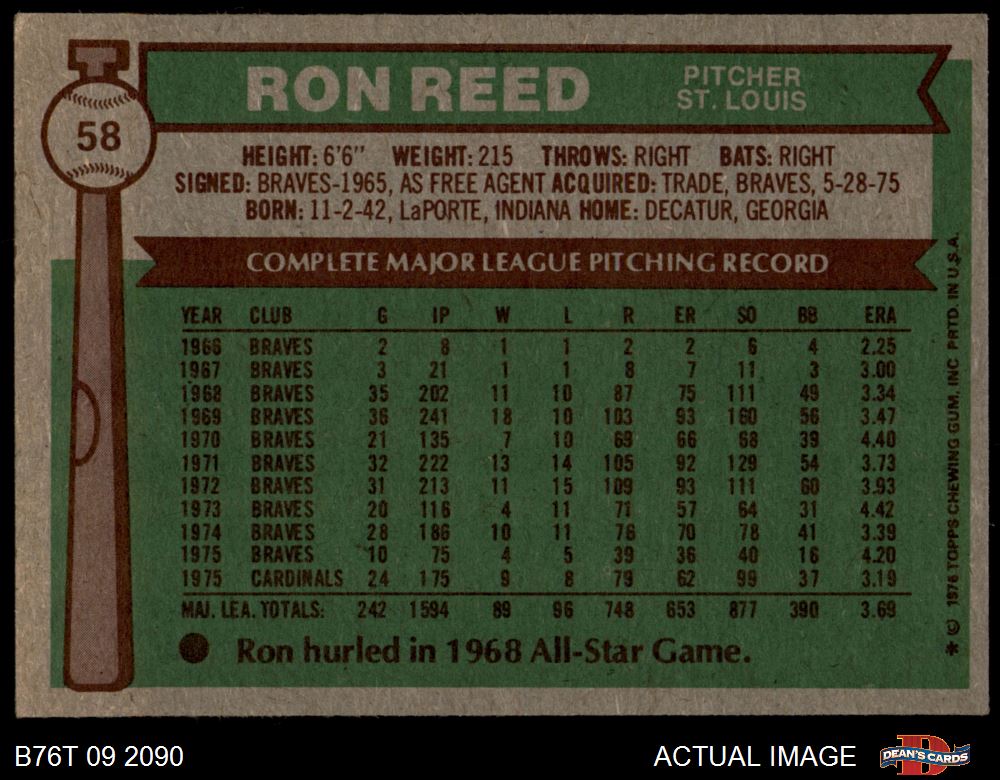 T
RON REED
PITCHER
ST. LOUIS
58
HEIGHT: 6'6" WEIGHT: 215 THROWS: RIGHT BATS: RIGHT
SIGNED: BRAVES-1965, AS FREE AGENT ACQUIRED: TRADE, BRAVES, 5-28-75
BORN: 11-2-42, LaPORTE, INDIANA HOME: DECATUR, GEORGIA
COMPLETE MAJOR LEAGUE PITCHING RECORD
YEAR CLUB G IP W L R ER SO BB ERA
1966 BRAVES 2 8 1 1 2 2 6 4 2.25
1967 BRAVES 3 21 1 1 8 7 11 3 3.00
1968 BRAVES 35 202 11 10 87 75 111 49 3.34
1969 BRAVES 36 241 18 10 103 93 160 56 3.47
1970 BRAVES 21 135 7 10 69 66 68 39 4.40
1971 BRAVES 32 222 13 14 105 92 129 54 3.73
1972 BRAVES 31 213 11 15 109 93 111 60 3.93
1973 BRAVES 20 116 4 11 71 57 64 31 4.42
1974 BRAVES 28 186 10 11 76 70 78 41 3.39
1975 BRAVES 10 75 4 5 39 36 40 16 4.20
1975 CARDINALS 24 175 9 8 79 62 99 37 3.19
MAJ. LEA. TOTALS: 242 1594 89 96 748 653 877 390 3.69
Ron hurled in 1968 All-Star Game.
* © 1976 TOPPS CHEWING GUM, INC PRTD. IN U.S.A.
B76T 09 2090
ACTUAL IMAGE
D
DEAN'S CARDS